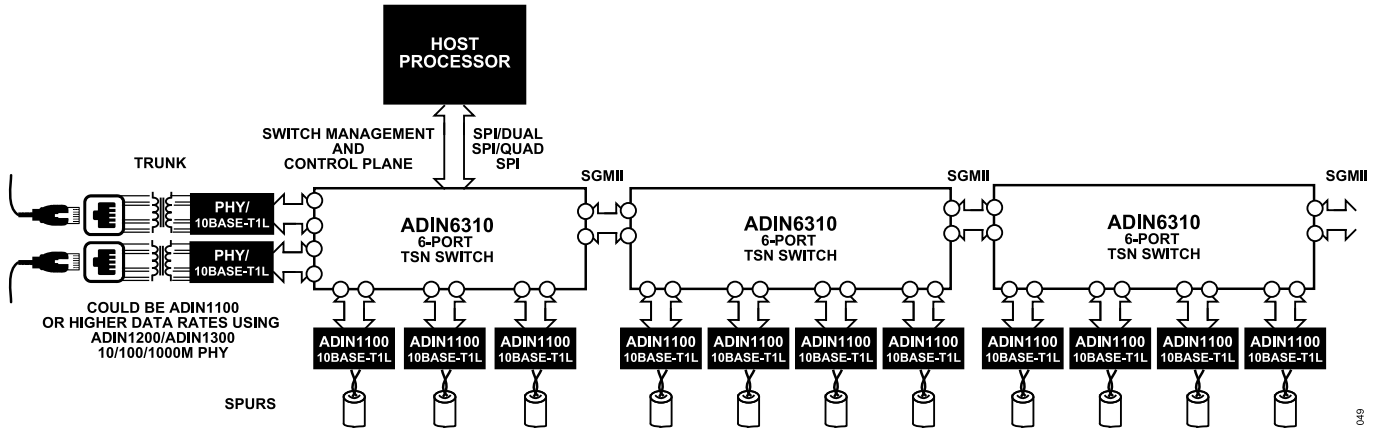 HOST
PROCESSOR
SWITCH MANAGEMENT
AND
CONTROL PLANE
SPI/DUAL
SPI/QUAD
SPI
TRUNK
SGMII
SGMII
SGMII
PHY/
10BASE-T1L
PHY/
10BASE-T1L
ADIN6310
6-PORT
TSN SWITCH
ADIN6310
6-PORT
TSN SWITCH
ADIN6310
6-PORT
TSN SWITCH
COULD BE ADIN1100
OR HIGHER DATA RATES USING
ADIN1200/ADIN1300
10/100/1000M PHY
ADIN1100
10BASE-T1L
ADIN1100
10BASE-T1L
ADIN1100
10BASE-T1L
ADIN1100
10BASE-T1L
ADIN1100
10BASE-T1L
ADIN1100
10BASE-T1L
ADIN1100
10BASE-T1L
ADIN1100
10BASE-T1L
ADIN1100
10BASE-T1L
ADIN1100
10BASE-T1L
ADIN1100
10BASE-T1L
SPURS
049